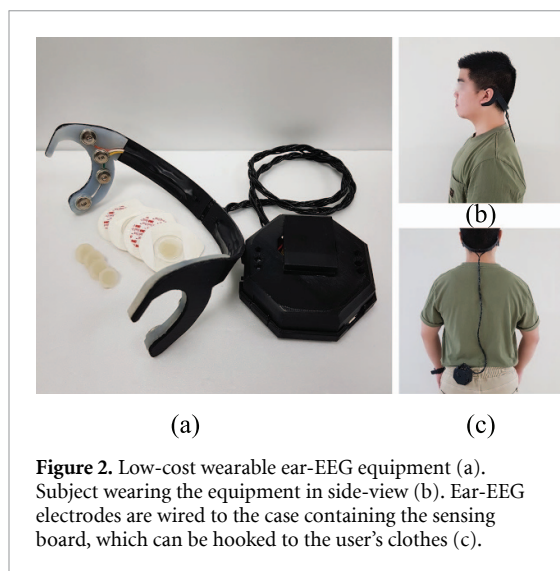 (b)
(a)
(c)
Figure 2. Low-cost wearable ear-EEG equipment (a).
Subject wearing the equipment in side-view (b). Ear-EEG
electrodes are wired to the case containing the sensing
board, which can be hooked to the user's clothes (c).